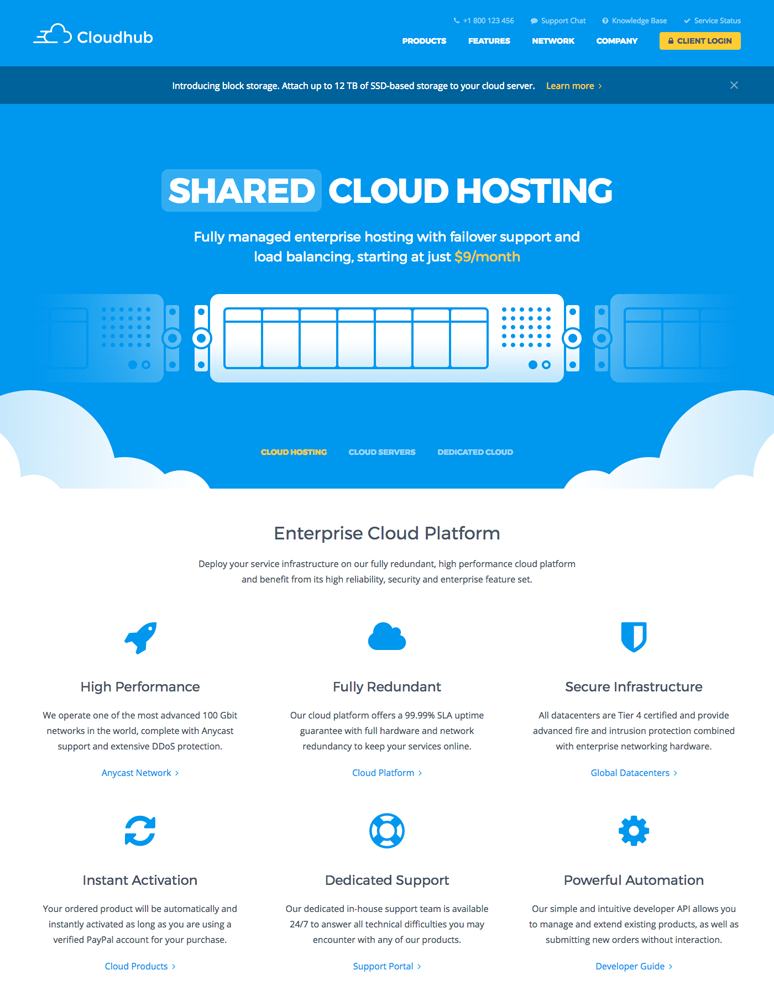 +1 800 123 456 Support Chat Knowledge Base Service Status
Cloudhub
PRODUCTS FEATURES NETWORK COMPANY CLIENT LOGIN
Introducing block storage. Attach up to 12 TB of SSD-based storage to your cloud server. Learn more
SHARED CLOUD HOSTING
Fully managed enterprise hosting with failover support and
load balancing, starting at just $9/month
CLOUD HOSTING CLOUD SERVERS DEDICATED CLOUD
Enterprise Cloud Platform
Deploy your service infrastructure on our fully redundant, high performance cloud platform
and benefit from its high reliability, security and enterprise feature set.
High Performance
We operate one of the most advanced 100 Gbit
networks in the world, complete with Anycast
support and extensive DDoS protection.
Anycast Network
Fully Redundant
Our cloud platform offers a 99.99% SLA uptime
guarantee with full hardware and network
redundancy to keep your services online.
Cloud Platform
Secure Infrastructure
All datacenters are Tier 4 certified and provide
advanced fire and intrusion protection combined
with enterprise networking hardware.
Global Datacenters
Instant Activation
Your ordered product will be automatically and
instantly activated as long as you are using a
verified PayPal account for your purchase.
Cloud Products
Dedicated Support
Our dedicated in-house support team is available
24/7 to answer all technical difficulties you may
encounter with any of our products.
Support Portal
Powerful Automation
Our simple and intuitive developer API allows you
to manage and extend existing products, as well as
submitting new orders without interaction.
Developer Guide